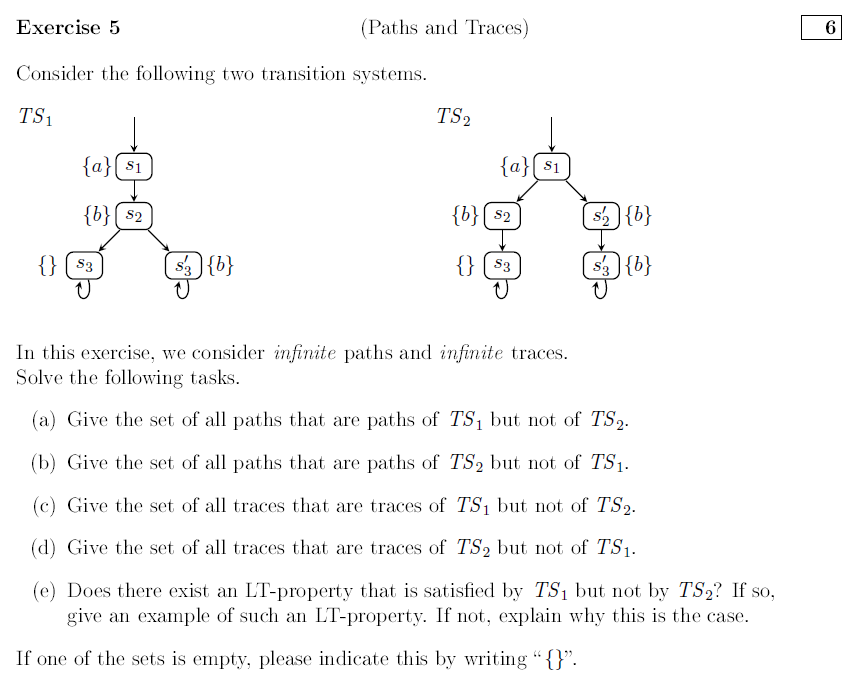 Exercise 5 (Paths and Traces) 6
Consider the following two transition systems.
TS₁ TS₂
{a} s₁ {a} s₁
{b} s₂ {b} s₂ s₂′ {b}
{} s₃ s₃′ {b} {} s₃ s₃′ {b}
In this exercise, we consider infinite paths and infinite traces.
Solve the following tasks.
(a) Give the set of all paths that are paths of TS₁ but not of TS₂.
(b) Give the set of all paths that are paths of TS₂ but not of TS₁.
(c) Give the set of all traces that are traces of TS₁ but not of TS₂.
(d) Give the set of all traces that are traces of TS₂ but not of TS₁.
(e) Does there exist an LT-property that is satisfied by TS₁ but not by TS₂? If so,
give an example of such an LT-property. If not, explain why this is the case.
If one of the sets is empty, please indicate this by writing “{}”.